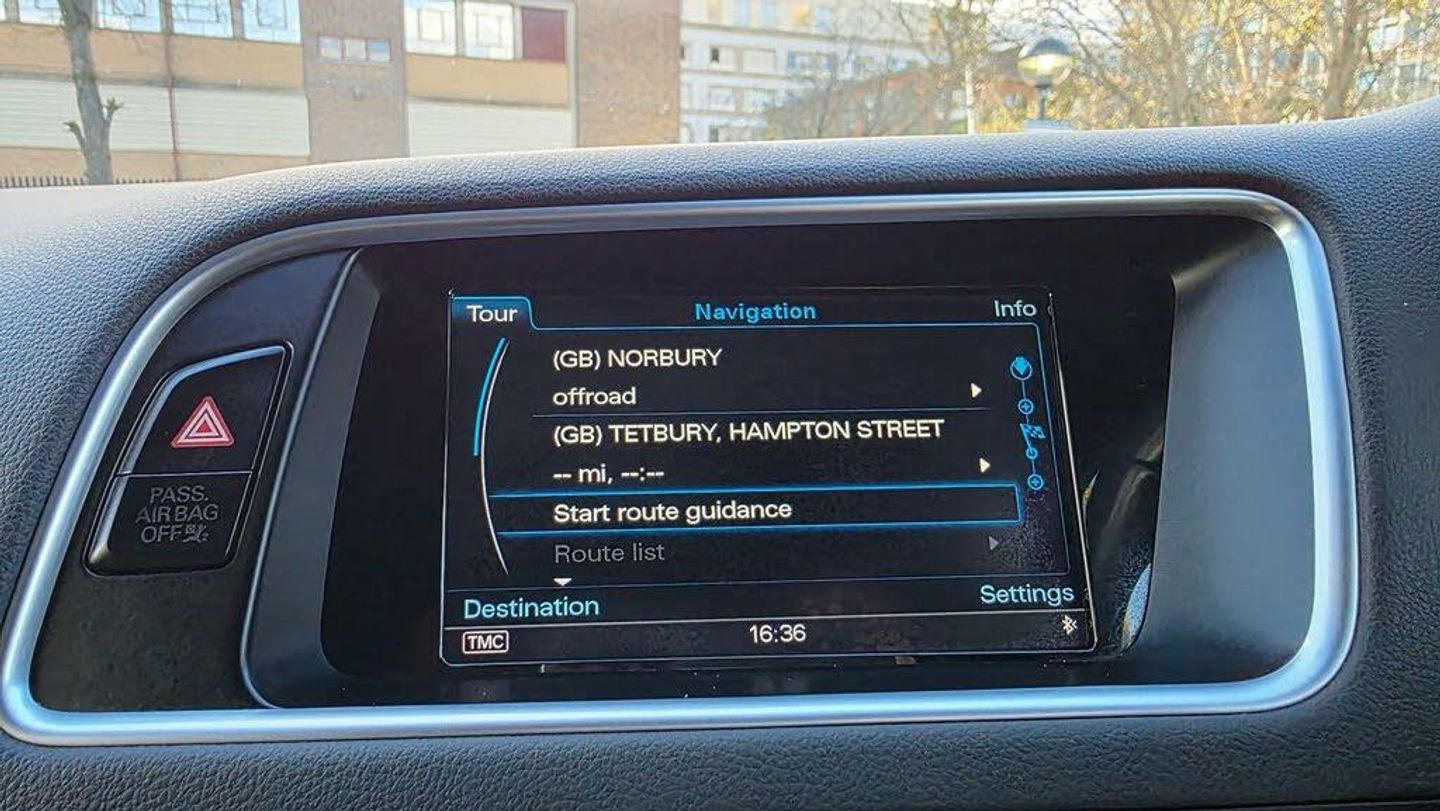 Tour Navigation Info
(GB) NORBURY
offroad
(GB) TETBURY, HAMPTON STREET
-- mi, --:--
Start route guidance
Route list
Destination Settings
TMC 16:36
PASS.
AIR BAG
OFF